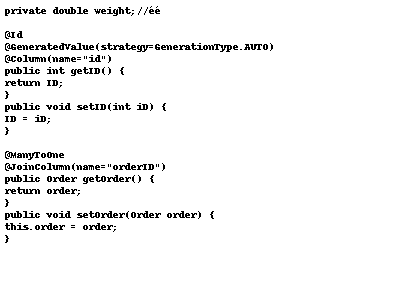 private double weight;//éé
@Id
@GeneratedValue(strategy=GenerationType.AUTO)
@Column(name="id")
public int getID() {
return ID;
}
public void setID(int iD) {
ID = iD;
}
@ManyToOne
@JoinColumn(name="orderID")
public Order getOrder() {
return order;
}
public void setOrder(Order order) {
this.order = order;
}